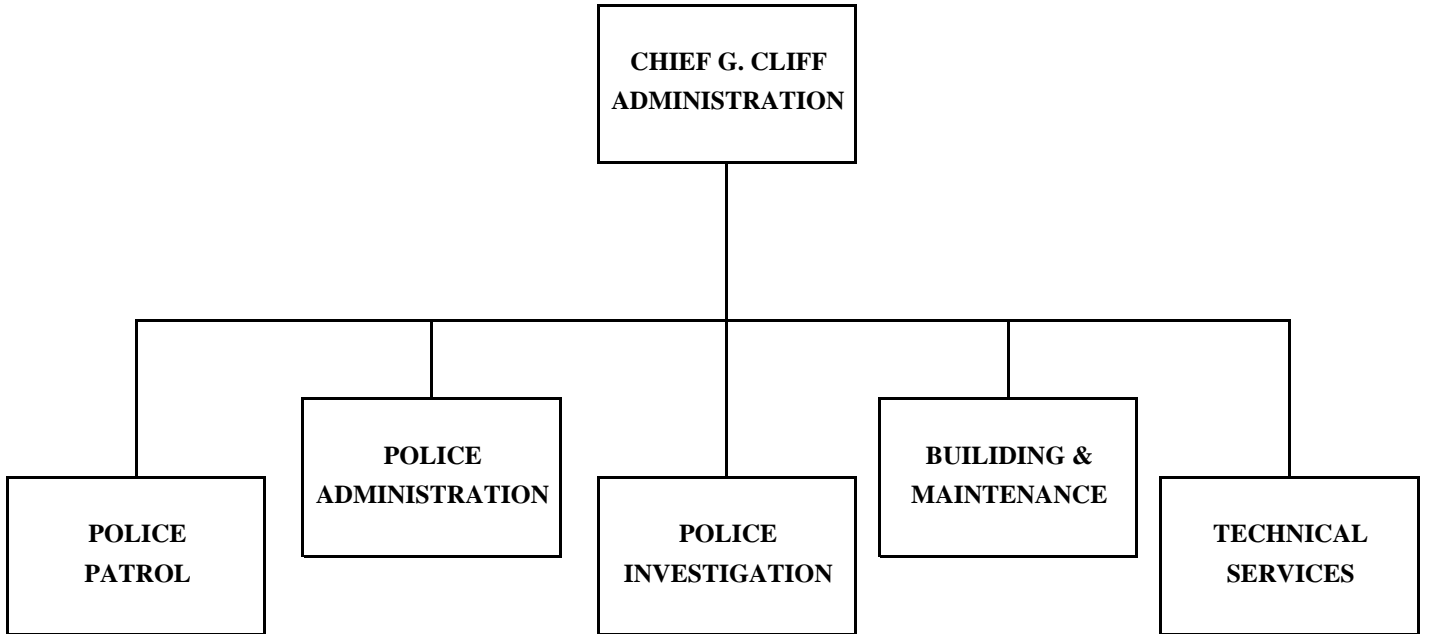 CHIEF G. CLIFF
ADMINISTRATION
POLICE
ADMINISTRATION
BUILIDING &
MAINTENANCE
POLICE
PATROL
POLICE
INVESTIGATION
TECHNICAL
SERVICES